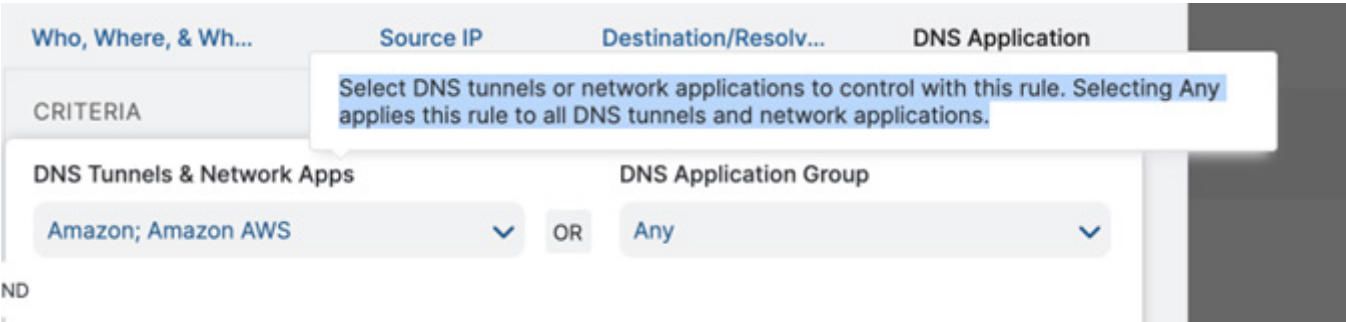 Who, Where, & Wh... Source IP Destination/Resolv... DNS Application
Select DNS tunnels or network applications to control with this rule. Selecting Any
applies this rule to all DNS tunnels and network applications.
CRITERIA
DNS Tunnels & Network Apps DNS Application Group
Amazon; Amazon AWS OR Any
ND